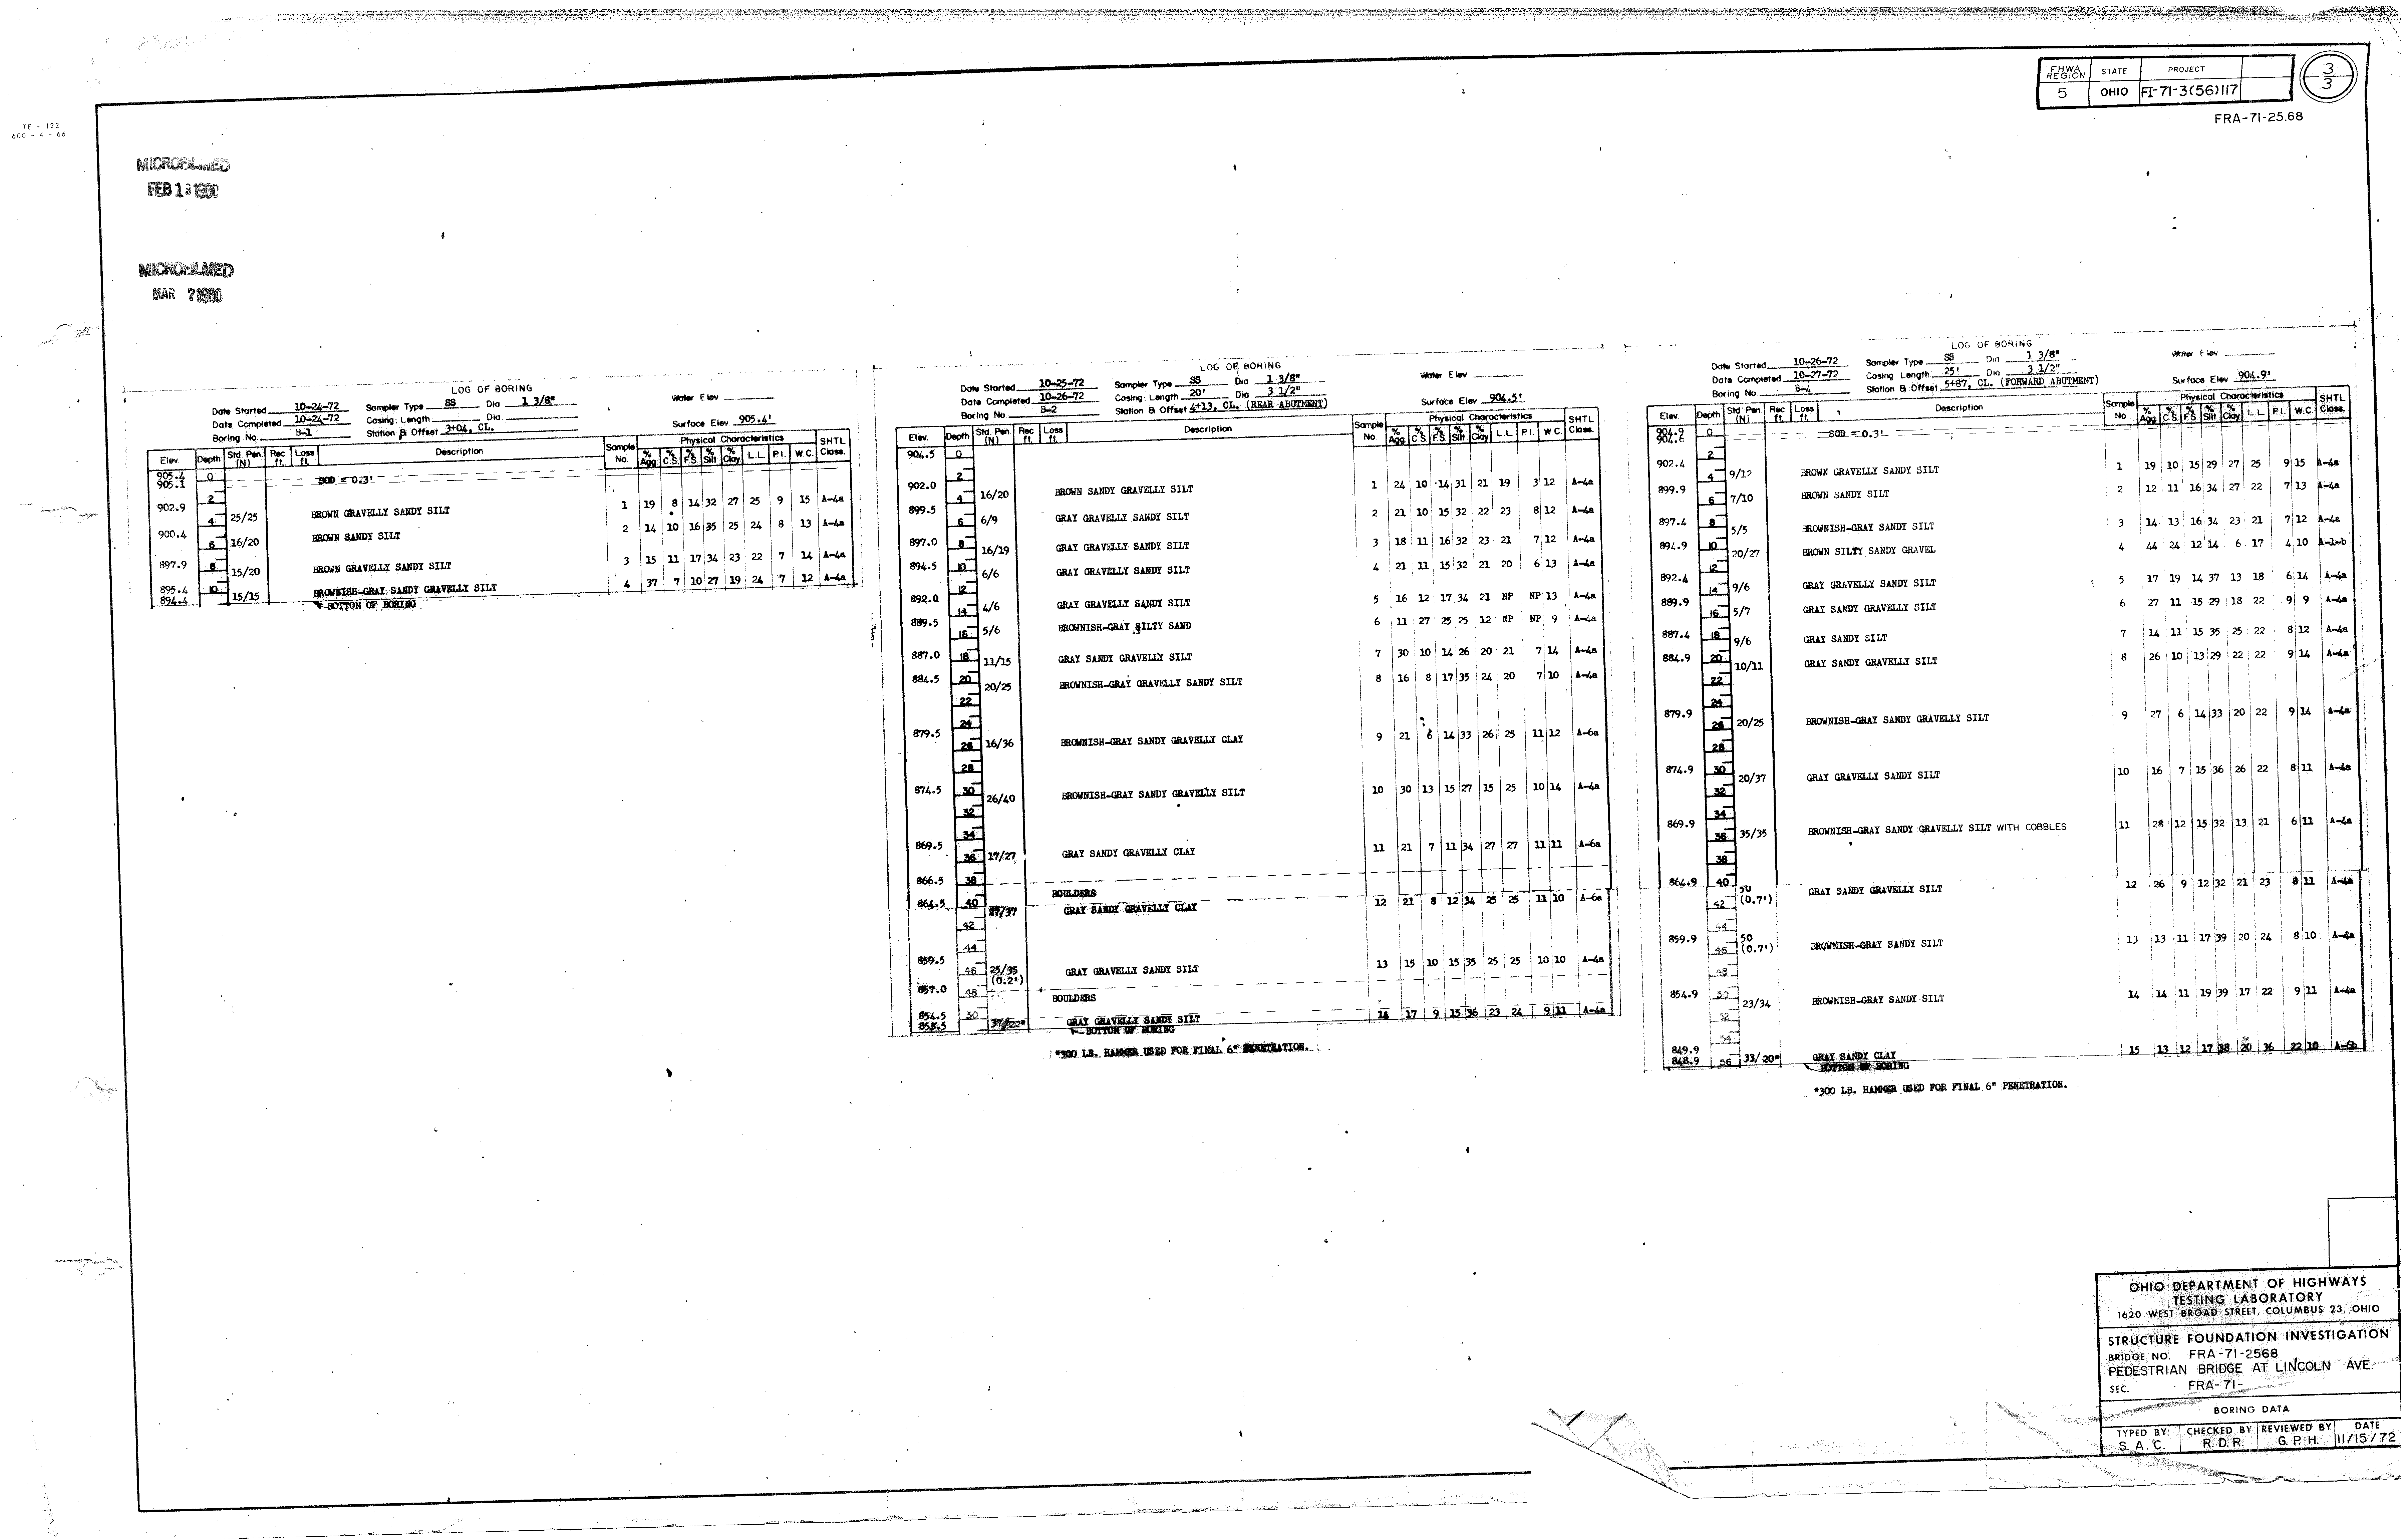 TE - 122
600 - 4 - 66
FHWA REGION STATE PROJECT
5 OHIO FI-71-3(56)117
3/3
FRA-71-25.68
MICROFILMED
FEB 1 1980
MICROFILMED
MAR 7 1980
LOG OF BORING
Date Started 10-24-72 Sampler Type SS Dia 1 3/8" Water Elev
Date Completed 10-24-72 Casing: Length Dia
Boring No. B-1 Station & Offset 3+04, CL. Surface Elev 905.4'
Elev. Depth Std. Pen. (N) Rec. ft. Loss ft. Description Sample No. Physical Characteristics % Agg % C.S. % F.S. % Silt % Clay L.L. P.I. W.C. SHTL Class.
905.4 0
905.1 SOD = 0.3'
2
902.9 4 25/25 BROWN GRAVELLY SANDY SILT 1 19 8 14 32 27 25 9 15 A-4a
900.4 6 16/20 BROWN SANDY SILT 2 14 10 16 35 25 24 8 13 A-4a
897.9 8 15/20 BROWN GRAVELLY SANDY SILT 3 15 11 17 34 23 22 7 14 A-4a
895.4 10 15/15 BROWNISH-GRAY SANDY GRAVELLY SILT 4 37 7 10 27 19 24 7 12 A-4a
894.4 BOTTOM OF BORING
LOG OF BORING
Date Started 10-25-72 Sampler Type SS Dia 1 3/8" Water Elev
Date Completed 10-26-72 Casing: Length 20' Dia 3 1/2"
Boring No. B-2 Station & Offset 4+13, CL. (REAR ABUTMENT) Surface Elev 904.5'
Elev. Depth Std. Pen. (N) Rec. ft. Loss ft. Description Sample No. Physical Characteristics % Agg % C.S. % F.S. % Silt % Clay L.L. P.I. W.C. SHTL Class.
904.5 0
2
902.0 4 16/20 BROWN SANDY GRAVELLY SILT 1 24 10 14 31 21 19 3 12 A-4a
899.5 6 6/9 GRAY GRAVELLY SANDY SILT 2 21 10 15 32 22 23 8 12 A-4a
897.0 8 16/19 GRAY GRAVELLY SANDY SILT 3 18 11 16 32 23 21 7 12 A-4a
894.5 10 6/6 GRAY GRAVELLY SANDY SILT 4 21 11 15 32 21 20 6 13 A-4a
12
892.0 14 4/6 GRAY GRAVELLY SANDY SILT 5 16 12 17 34 21 NP NP 13 A-4a
889.5 16 5/6 BROWNISH-GRAY SILTY SAND 6 11 27 25 25 12 NP NP 9 A-4a
887.0 18 11/15 GRAY SANDY GRAVELLY SILT 7 30 10 14 26 20 21 7 14 A-4a
884.5 20 20/25 BROWNISH-GRAY GRAVELLY SANDY SILT 8 16 8 17 35 24 20 7 10 A-4a
22
24
879.5 26 16/36 BROWNISH-GRAY SANDY GRAVELLY CLAY 9 21 6 14 33 26 25 11 12 A-6a
28
874.5 30 26/40 BROWNISH-GRAY SANDY GRAVELLY SILT 10 30 13 15 27 15 25 10 14 A-4a
32
34
869.5 36 17/27 GRAY SANDY GRAVELLY CLAY 11 21 7 11 34 27 27 11 11 A-6a
866.5 38
BOULDERS
864.5 40 27/37 GRAY SANDY GRAVELLY CLAY 12 21 8 12 34 25 25 11 10 A-6a
42
44
859.5 46 25/35 (0.2') GRAY GRAVELLY SANDY SILT 13 15 10 15 35 25 25 10 10 A-4a
857.0 48
BOULDERS
854.5 50 GRAY GRAVELLY SANDY SILT 14 17 9 15 36 23 24 9 11 A-4a
853.5 BOTTOM OF BORING
*300 LB. HAMMER USED FOR FINAL 6" PENETRATION.
LOG OF BORING
Date Started 10-26-72 Sampler Type SS Dia 1 3/8" Water Elev
Date Completed 10-27-72 Casing Length 25' Dia 3 1/2"
Boring No B-4 Station & Offset 5+87, CL. (FORWARD ABUTMENT) Surface Elev 904.9'
Elev. Depth Std. Pen. (N) Rec ft. Loss ft. Description Sample No Physical Characteristics % Agg % C.S. % F.S. % Silt % Clay L.L. P.I. W.C. SHTL Class.
904.9 0
904.6 SOD = 0.3'
2
902.4 4 9/12 BROWN GRAVELLY SANDY SILT 1 19 10 15 29 27 25 9 15 A-4a
899.9 6 7/10 BROWN SANDY SILT 2 12 11 16 34 27 22 7 13 A-4a
897.4 8 5/5 BROWNISH-GRAY SANDY SILT 3 14 13 16 34 23 21 7 12 A-4a
894.9 10 20/27 BROWN SILTY SANDY GRAVEL 4 44 24 12 14 6 17 4 10 A-1-b
12
892.4 14 9/6 GRAY GRAVELLY SANDY SILT 5 17 19 14 37 13 18 6 14 A-4a
889.9 16 5/7 GRAY SANDY GRAVELLY SILT 6 27 11 15 29 18 22 9 9 A-4a
887.4 18 9/6 GRAY SANDY SILT 7 14 11 15 35 25 22 8 12 A-4a
884.9 20 10/11 GRAY SANDY GRAVELLY SILT 8 26 10 13 29 22 22 9 14 A-4a
22
24
879.9 26 20/25 BROWNISH-GRAY SANDY GRAVELLY SILT 9 27 6 14 33 20 22 9 14 A-4a
28
874.9 30 20/37 GRAY GRAVELLY SANDY SILT 10 16 7 15 36 26 22 8 11 A-4a
32
34
869.9 36 35/35 BROWNISH-GRAY SANDY GRAVELLY SILT WITH COBBLES 11 28 12 15 32 13 21 6 11 A-4a
38
864.9 40 50 (0.7') GRAY SANDY GRAVELLY SILT 12 26 9 12 32 21 23 8 11 A-4a
42
44
859.9 46 50 (0.7') BROWNISH-GRAY SANDY SILT 13 13 11 17 39 20 24 8 10 A-4a
48
854.9 50 23/34 BROWNISH-GRAY SANDY SILT 14 14 11 19 39 17 22 9 11 A-4a
52
54
849.9 56 33/20* GRAY SANDY CLAY 15 13 12 17 38 20 36 22 10 A-6b
848.9 BOTTOM OF BORING
*300 LB. HAMMER USED FOR FINAL 6" PENETRATION.
OHIO DEPARTMENT OF HIGHWAYS
TESTING LABORATORY
1620 WEST BROAD STREET, COLUMBUS 23, OHIO
STRUCTURE FOUNDATION INVESTIGATION
BRIDGE NO. FRA-71-2568
PEDESTRIAN BRIDGE AT LINCOLN AVE.
SEC. FRA-71-
BORING DATA
TYPED BY S. A. C. CHECKED BY R. D. R. REVIEWED BY G. P. H. DATE 11/15/72